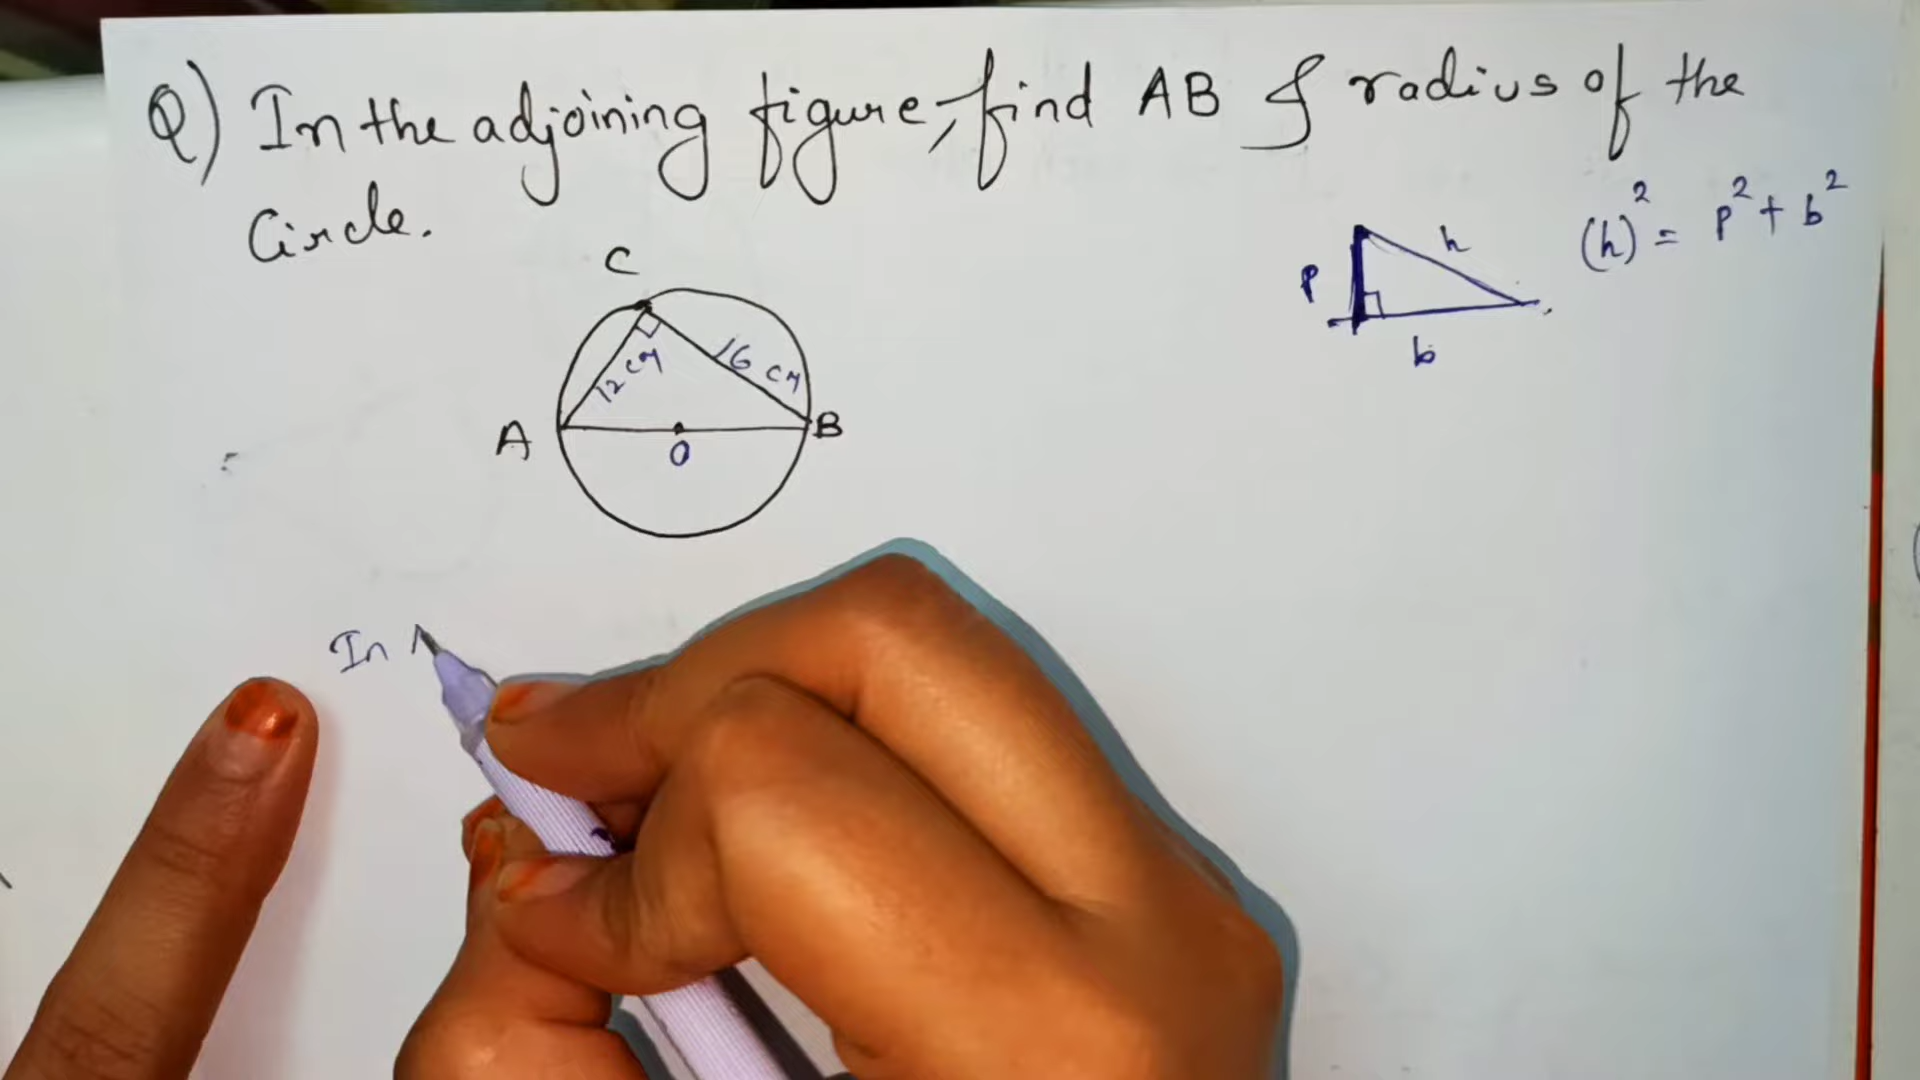 Q) In the adjoining figure, find AB & radius of the
Circle.
C
12 cm
16 cm
A
B
O
p
h
b
(h)² = p² + b²
In